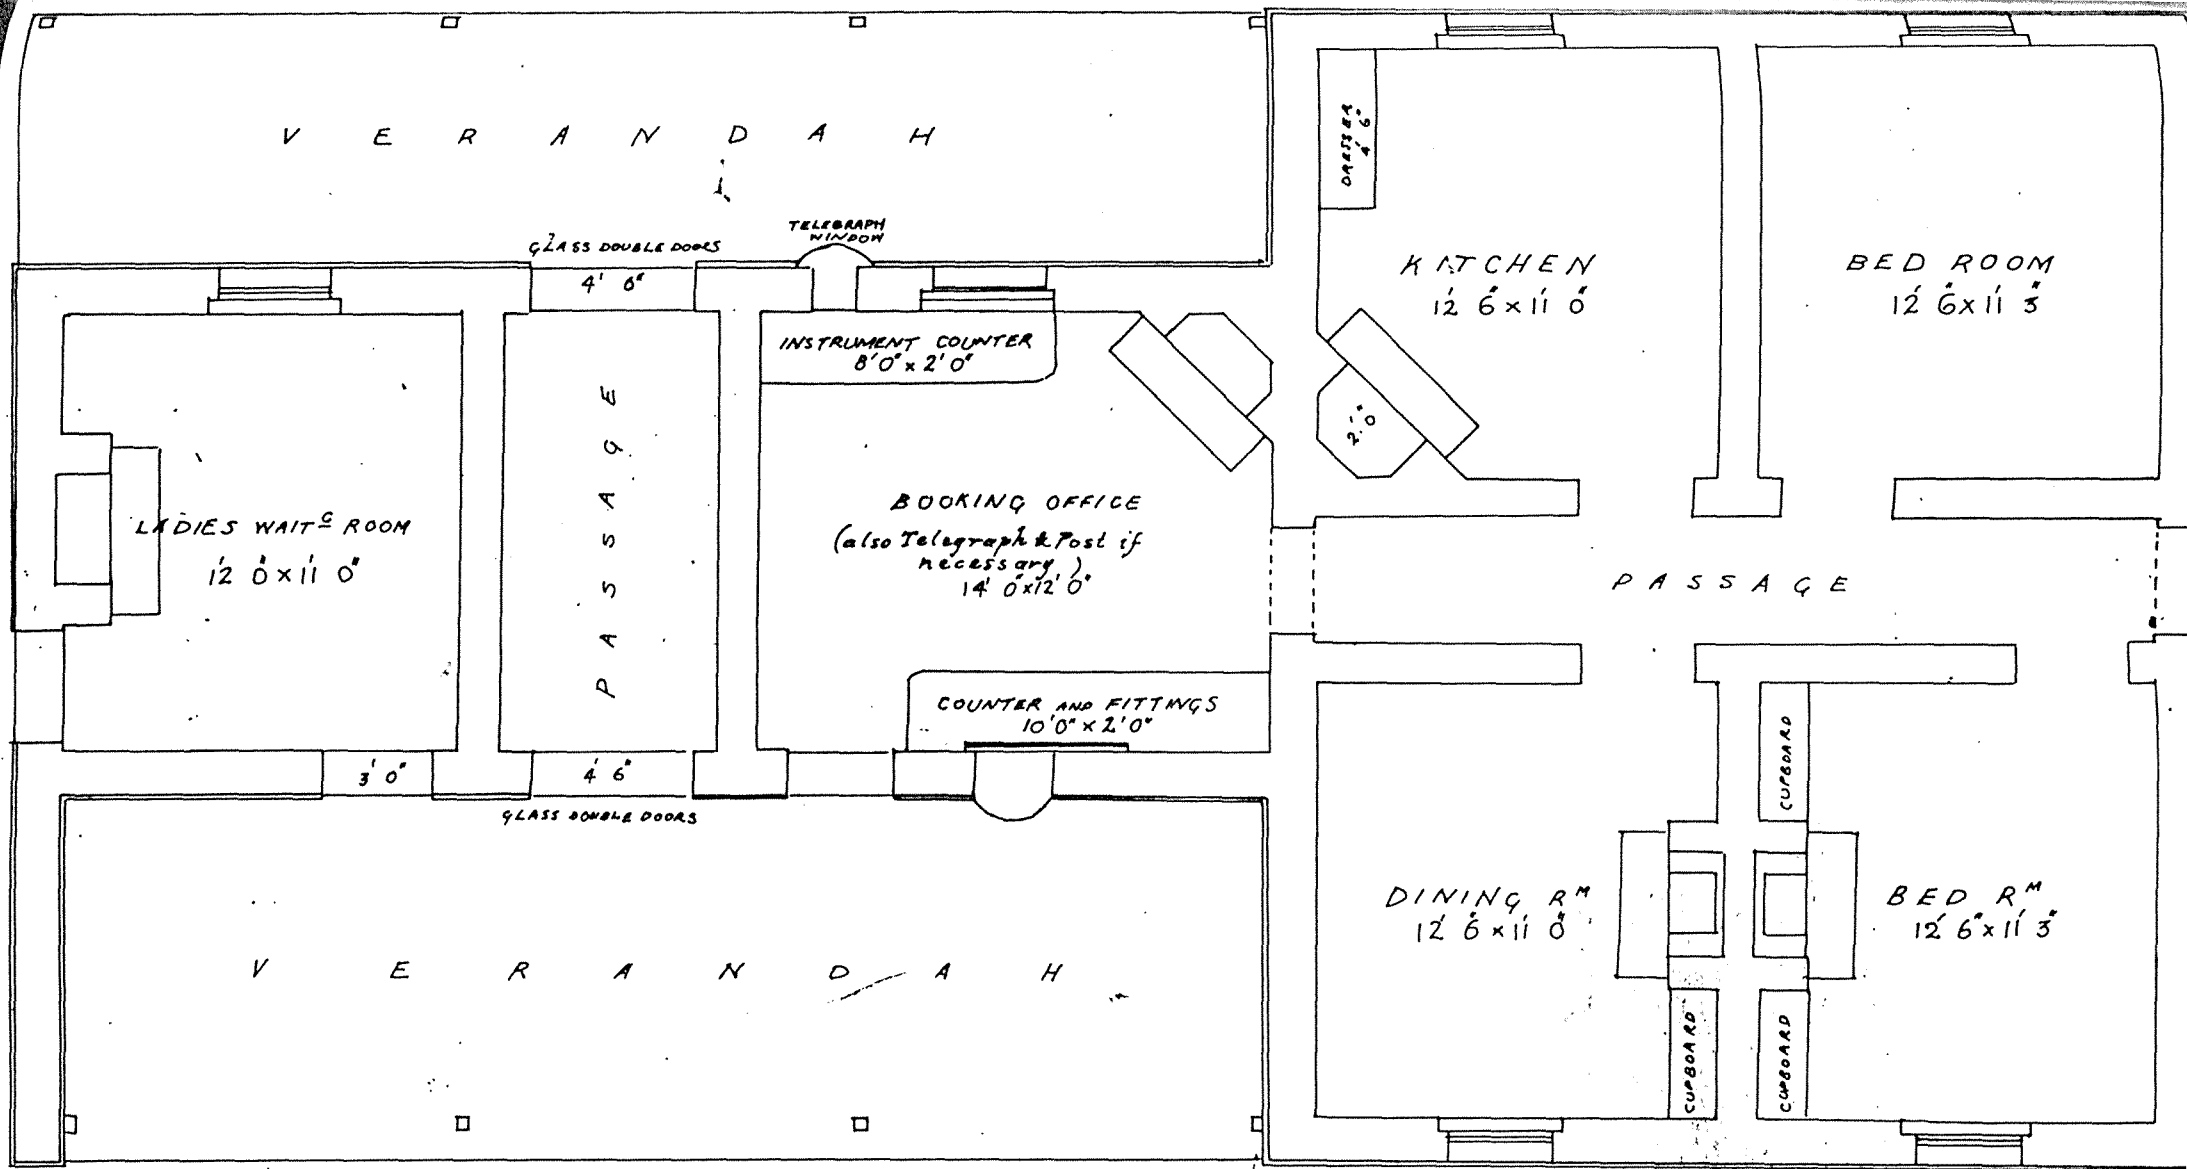 VERANDAH
GLASS DOUBLE DOORS
4' 6"
TELEGRAPH
WINDOW
DRESSER
4' 6"
KITCHEN
12' 6" x 11' 0"
BED ROOM
12' 6" x 11' 3"
INSTRUMENT COUNTER
8' 0" x 2' 0"
2' 0"
PASSAGE
LADIES WAITG ROOM
12' 0" x 11' 0"
BOOKING OFFICE
(also Telegraph & Post if
necessary)
14' 0" x 12' 0"
PASSAGE
COUNTER AND FITTINGS
10' 0" x 2' 0"
3' 0"
4' 6"
GLASS DOUBLE DOORS
CUPBOARD
DINING RM
12' 6" x 11' 0"
BED RM
12' 6" x 11' 3"
VERANDAH
CUPBOARD
CUPBOARD